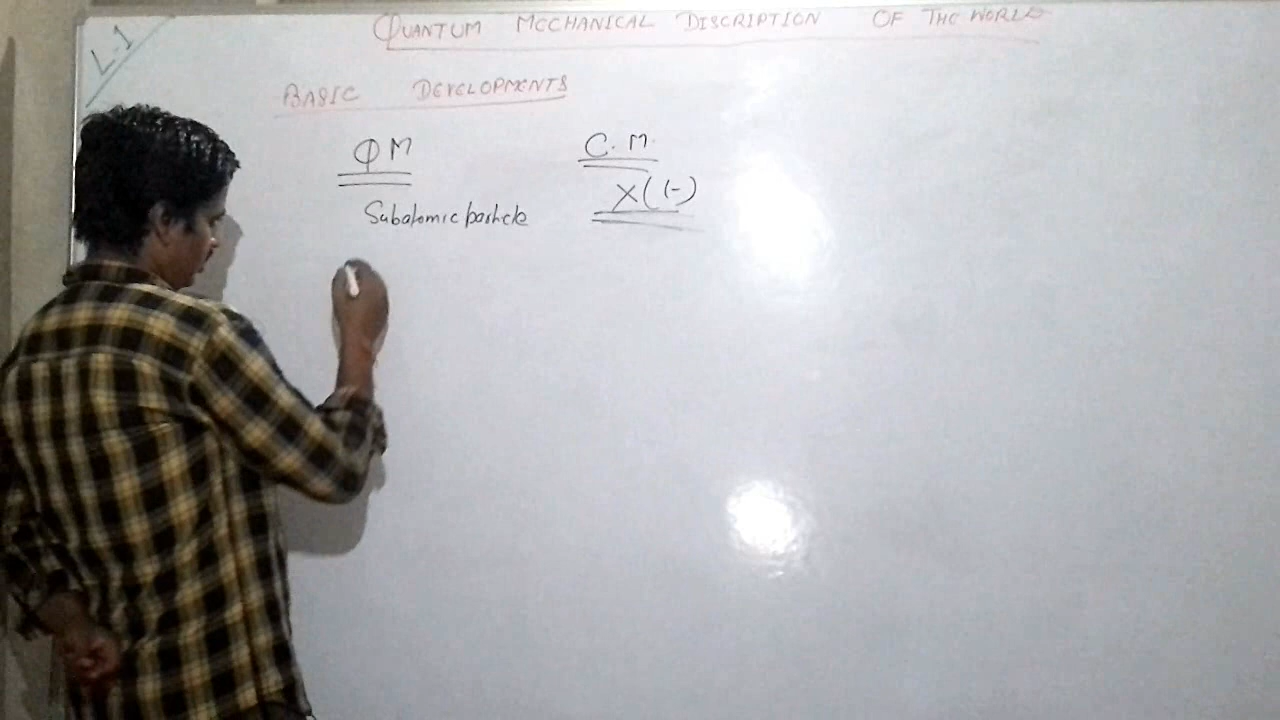 L-1
QUANTUM MECHANICAL DISCRIPTION OF THE WORLD
BASIC DEVELOPMENTS
QM C.M.
X(1-)
Subatomic particle